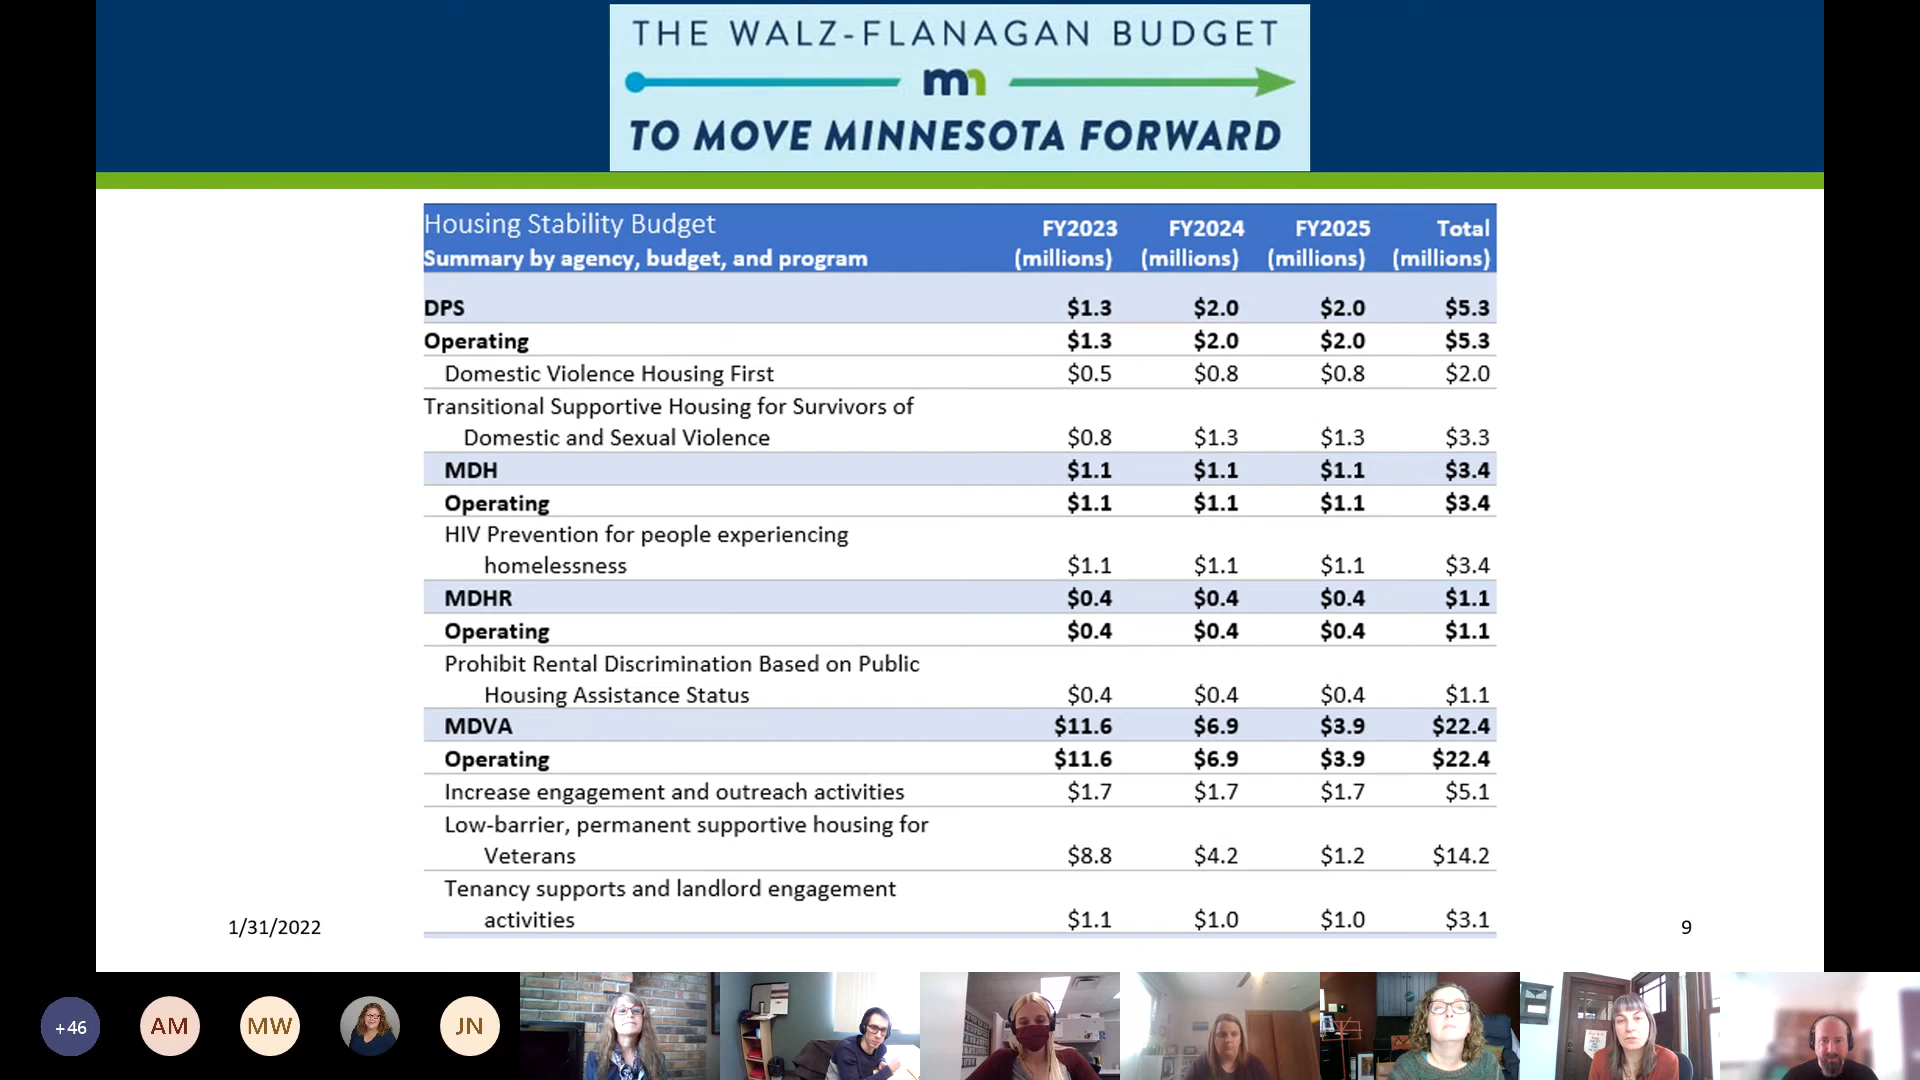 THE WALZ-FLANAGAN BUDGET
mn
TO MOVE MINNESOTA FORWARD
Housing Stability Budget FY2023 FY2024 FY2025 Total
Summary by agency, budget, and program (millions) (millions) (millions) (millions)
DPS $1.3 $2.0 $2.0 $5.3
Operating $1.3 $2.0 $2.0 $5.3
Domestic Violence Housing First $0.5 $0.8 $0.8 $2.0
Transitional Supportive Housing for Survivors of
Domestic and Sexual Violence $0.8 $1.3 $1.3 $3.3
MDH $1.1 $1.1 $1.1 $3.4
Operating $1.1 $1.1 $1.1 $3.4
HIV Prevention for people experiencing
homelessness $1.1 $1.1 $1.1 $3.4
MDHR $0.4 $0.4 $0.4 $1.1
Operating $0.4 $0.4 $0.4 $1.1
Prohibit Rental Discrimination Based on Public
Housing Assistance Status $0.4 $0.4 $0.4 $1.1
MDVA $11.6 $6.9 $3.9 $22.4
Operating $11.6 $6.9 $3.9 $22.4
Increase engagement and outreach activities $1.7 $1.7 $1.7 $5.1
Low-barrier, permanent supportive housing for
Veterans $8.8 $4.2 $1.2 $14.2
Tenancy supports and landlord engagement
activities $1.1 $1.0 $1.0 $3.1
1/31/2022
9
+46 AM MW JN